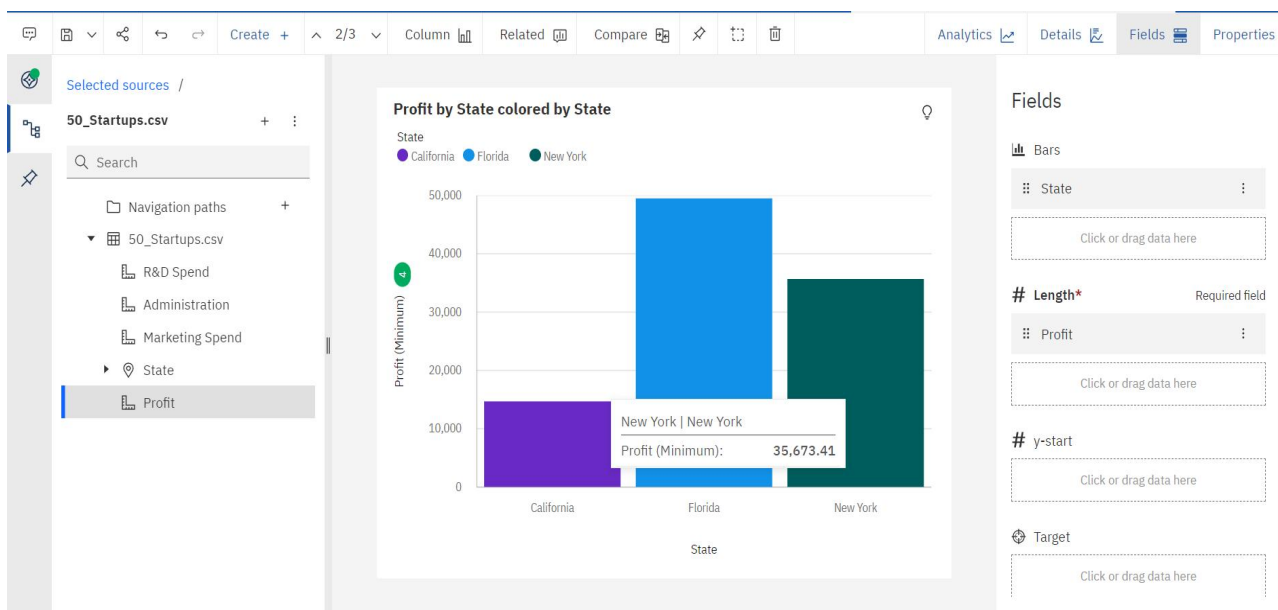 Create +
2/3
Column
Related
Compare
Analytics
Details
Fields
Properties
Selected sources /
50_Startups.csv
+
Search
Navigation paths
+
50_Startups.csv
R&D Spend
Administration
Marketing Spend
State
Profit
Profit by State colored by State
State
California
Florida
New York
50,000
40,000
30,000
20,000
10,000
0
4
Profit (Minimum)
New York | New York
Profit (Minimum): 35,673.41
California
Florida
New York
State
Fields
Bars
State
Click or drag data here
# Length* Required field
Profit
Click or drag data here
# y-start
Click or drag data here
Target
Click or drag data here